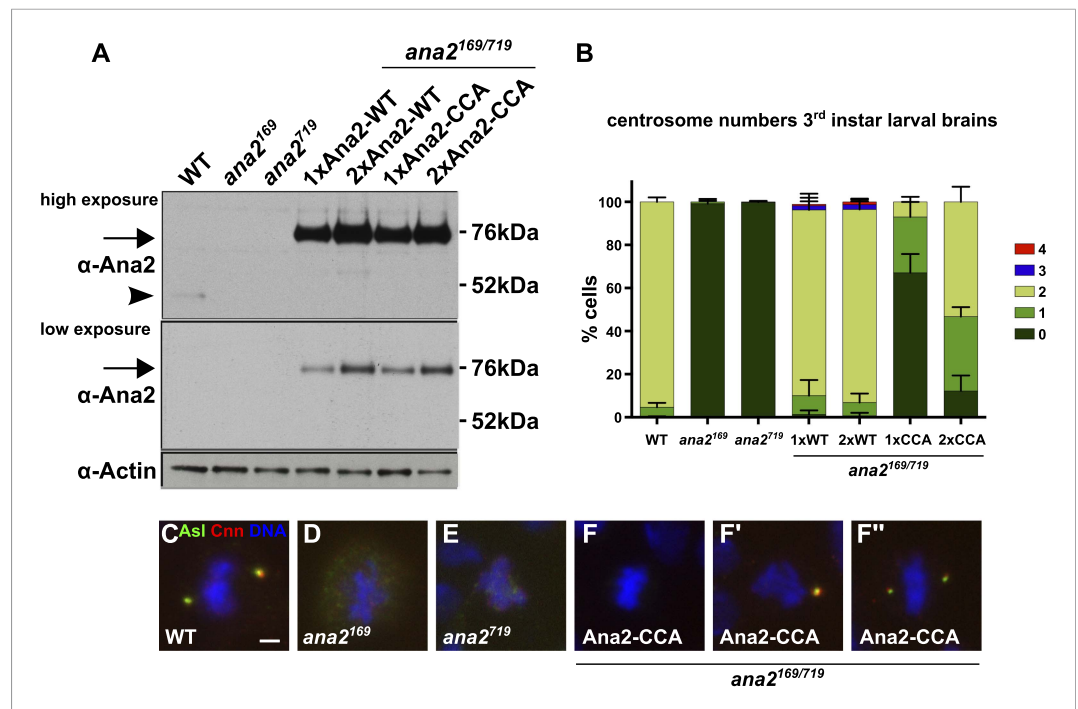 A
ana2169/719
WT
ana2169
ana2719
1xAna2-WT
2xAna2-WT
1xAna2-CCA
2xAna2-CCA
high exposure
α-Ana2
- 76kDa
- 52kDa
low exposure
α-Ana2
- 76kDa
- 52kDa
α-Actin
B
centrosome numbers 3rd instar larval brains
% cells
100
80
60
40
20
0
WT
ana2169
ana2719
1xWT
2xWT
1xCCA
2xCCA
ana2169/719
4
3
2
1
0
C Asl Cnn DNA
WT
D
ana2169
E
ana2719
F
Ana2-CCA
F'
Ana2-CCA
F''
Ana2-CCA
ana2169/719